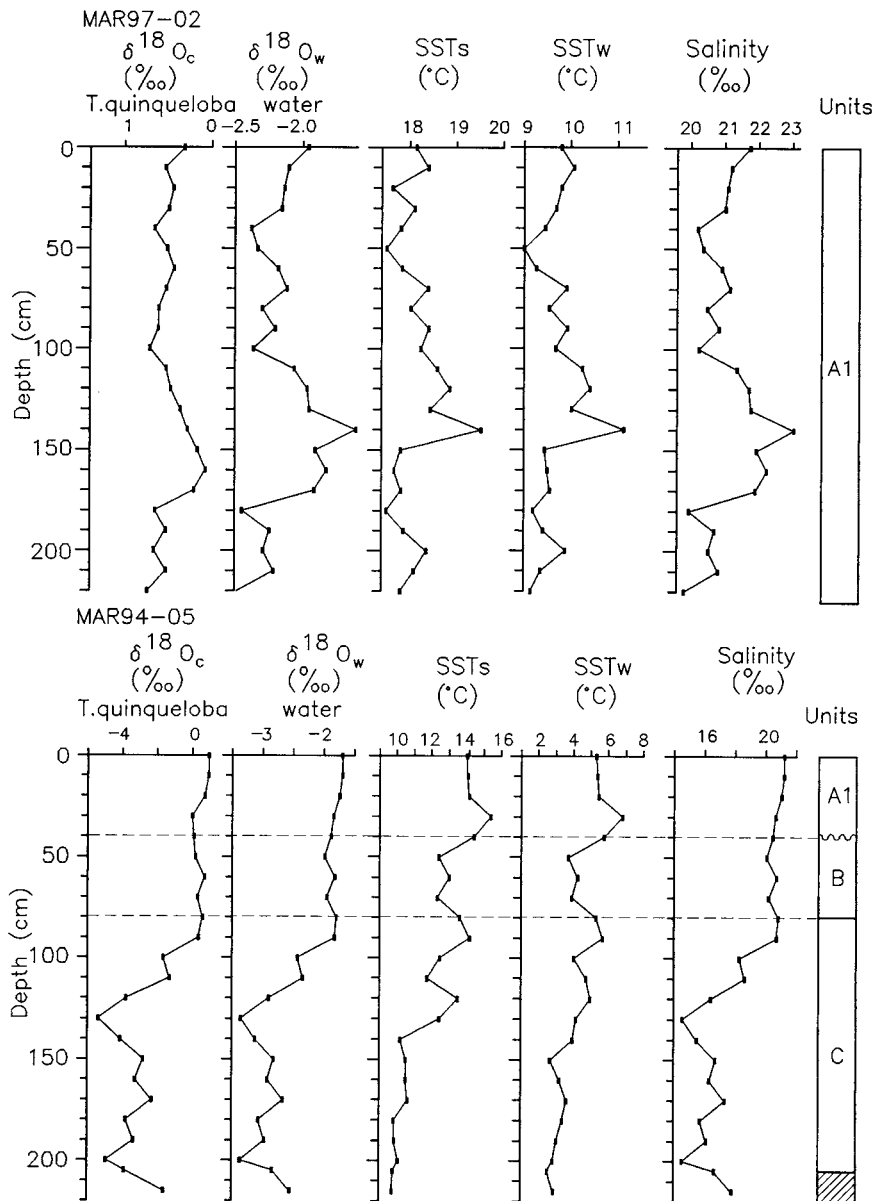 MAR97-02
δ18 Oc δ18 Ow SSTs SSTw Salinity
(‰) (‰) (°C) (°C) (‰)
T.quinqueloba water Units
1 0 -2.5 -2.0 18 19 20 9 10 11 20 21 22 23
0
50
100
150
200
Depth (cm)
A1
MAR94-05
δ18 Oc δ18 Ow SSTs SSTw Salinity
(‰) (‰) (°C) (°C) (‰)
T.quinqueloba water Units
-4 0 -3 -2 10 12 14 16 2 4 6 8 16 20
0
50
100
150
200
Depth (cm)
A1
B
C